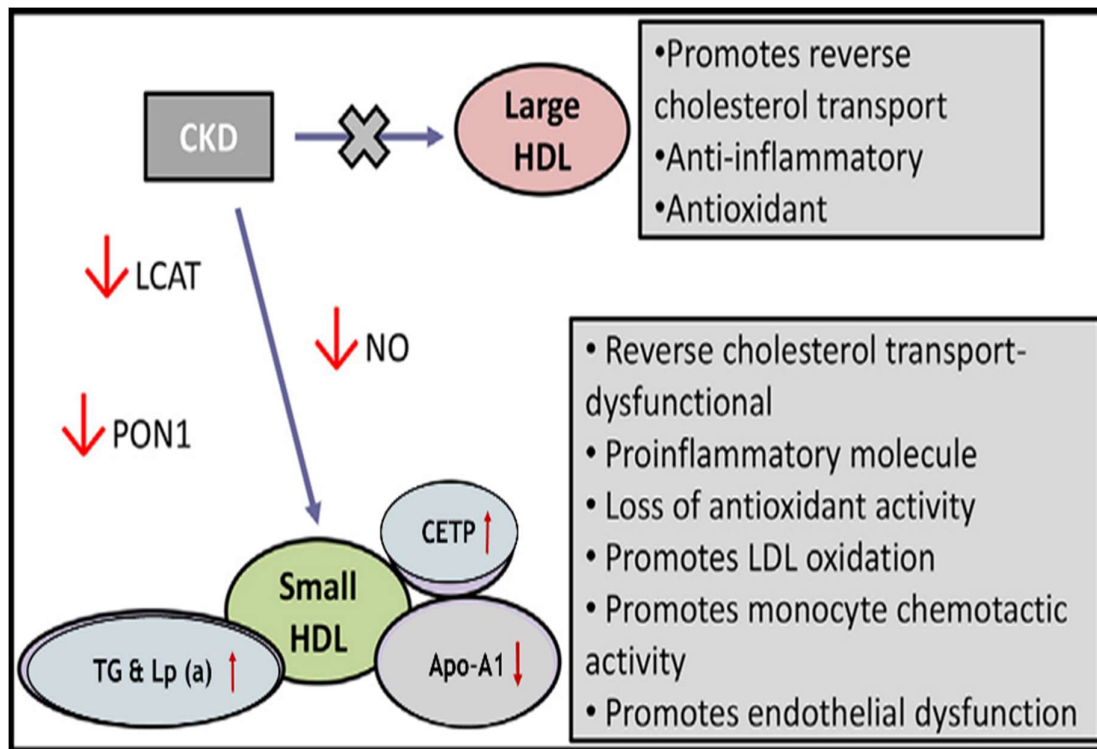 CKD
Large
HDL
•Promotes reverse
cholesterol transport
•Anti-inflammatory
•Antioxidant
LCAT
NO
PON1
CETP
Small
HDL
TG & Lp (a)
Apo-A1
• Reverse cholesterol transport-
dysfunctional
• Proinflammatory molecule
• Loss of antioxidant activity
• Promotes LDL oxidation
• Promotes monocyte chemotactic
activity
• Promotes endothelial dysfunction